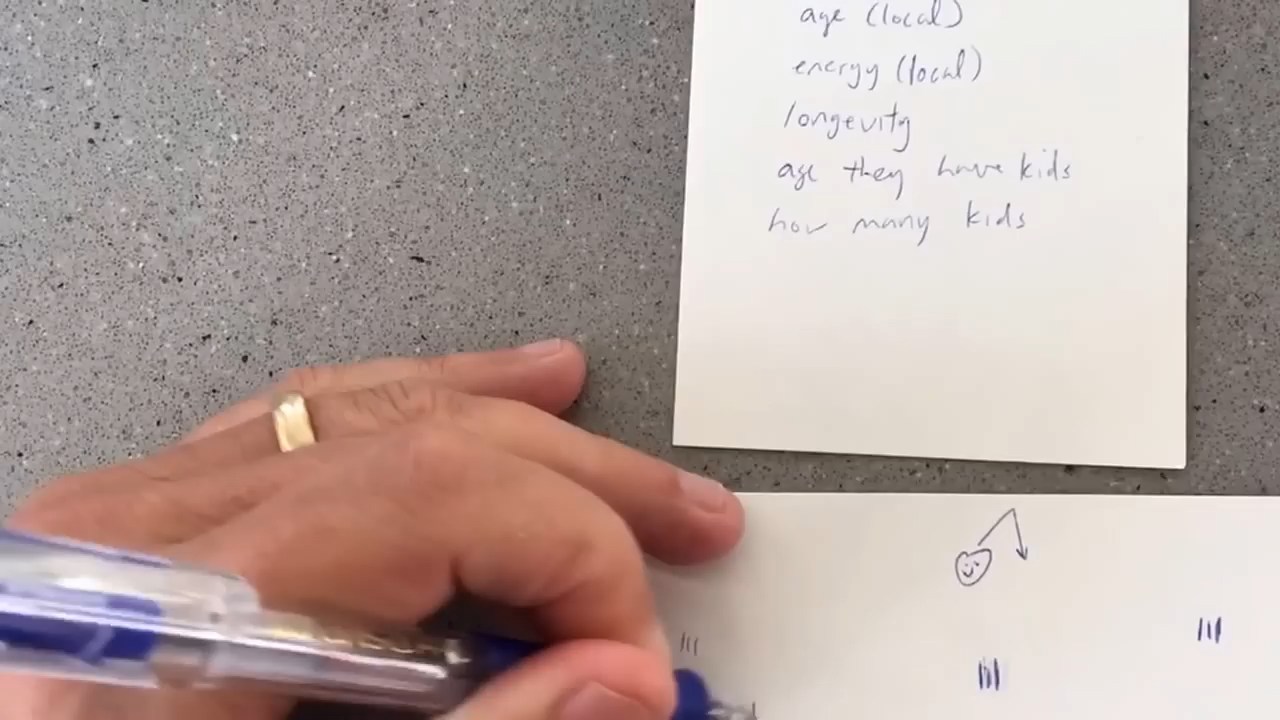 age (local)
energy (local)
longevity
age they have kids
how many kids